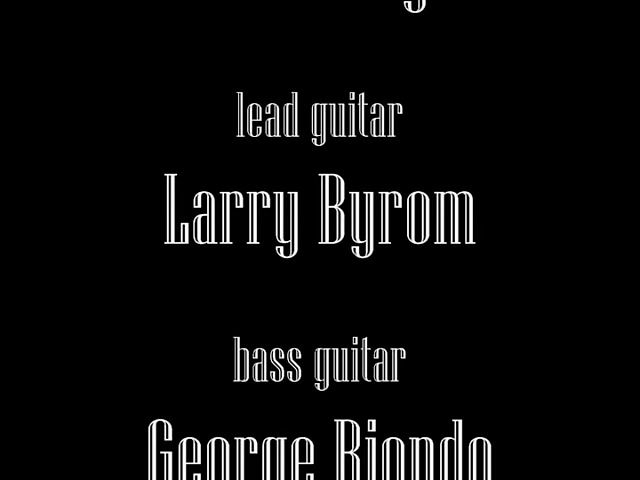 lead guitar
Larry Byrom
bass guitar
George Biondo